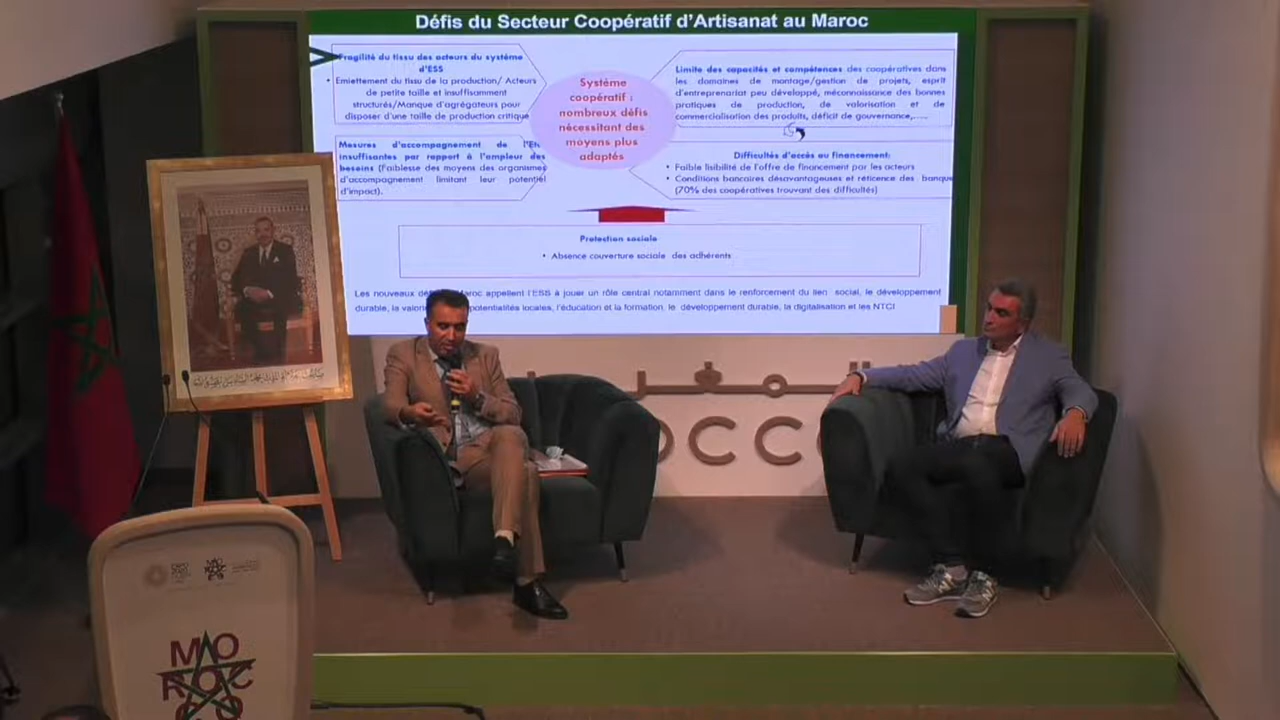 Défis du Secteur Coopératif d'Artisanat au Maroc
Fragilité du tissu des acteurs du système
d'ESS
• Emiettement du tissu de la production/ Acteurs
de petite taille et insuffisamment
structurés/Manque d'agrégateurs pour
disposer d'une taille de production critique
Mesures d'accompagnement de l'Etat
insuffisantes par rapport à l'ampleur des
besoins (Faiblesse des moyens des organismes
d'accompagnement limitant leur potentiel
d'impact).
Système
coopératif :
nombreux défis
nécessitant des
moyens plus
adaptés
Limite des capacités et compétences des coopératives dans
les domaines de montage/gestion de projets, esprit
d'entreprenariat peu développé, méconnaissance des bonnes
pratiques de production, de valorisation et de
commercialisation des produits, déficit de gouvernance,....
Difficultés d'accès au financement:
• Faible lisibilité de l'offre de financement par les acteurs
• Conditions bancaires désavantageuses et réticence des banque
(70% des coopératives trouvant des difficultés)
Protection sociale
• Absence couverture sociale des adhérents
Les nouveaux Maroc appellent l'ESS à jouer un rôle central notamment dans le renforcement du lien social, le développement
durable, la potentialités locales, l'éducation et la formation, le développement durable, la digitalisation et les NTCI
المغر
OCCO
MAO
ROC
CO